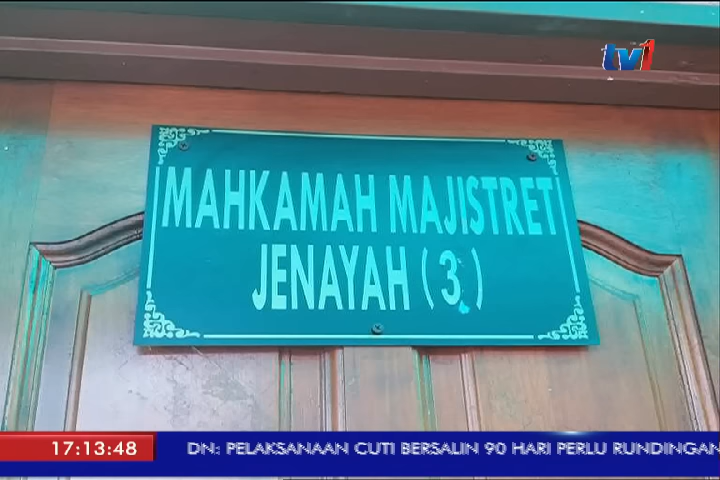 tv1
MAHKAMAH MAJISTRET
JENAYAH (3)
17:13:48 DN: PELAKSANAAN CUTI BERSALIN 90 HARI PERLU RUNDINGAN